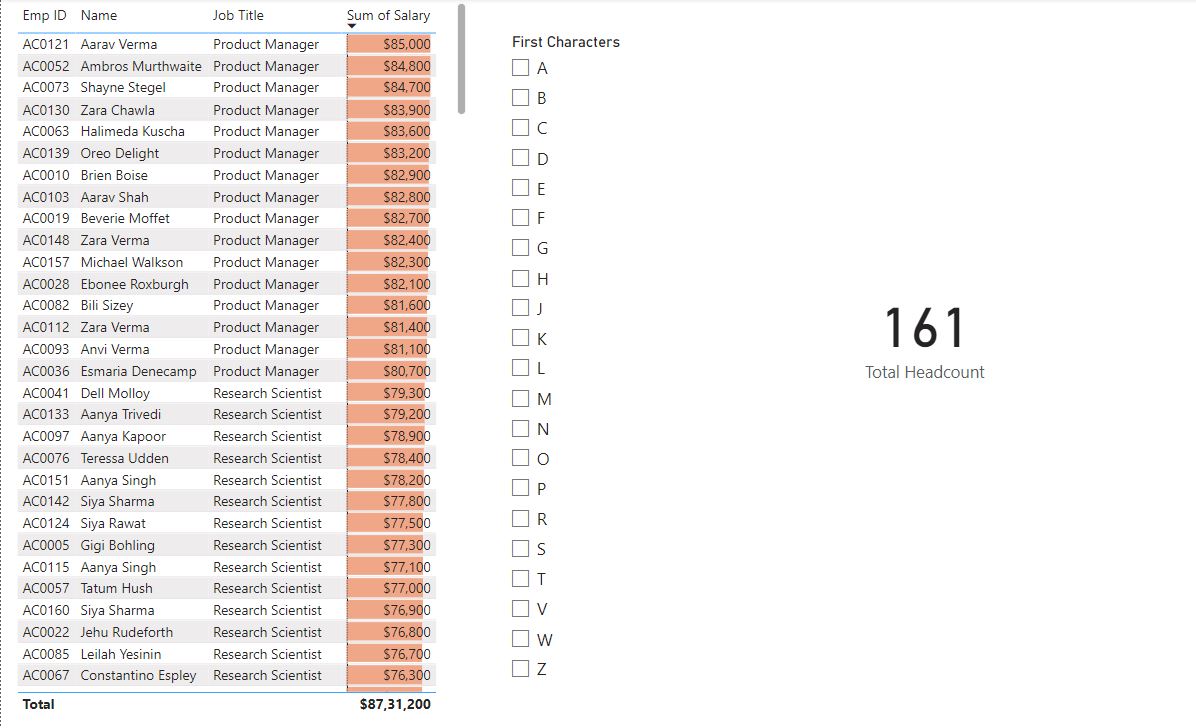 Emp ID Name Job Title Sum of Salary
AC0121 Aarav Verma Product Manager $85,000
AC0052 Ambros Murthwaite Product Manager $84,800
AC0073 Shayne Stegel Product Manager $84,700
AC0130 Zara Chawla Product Manager $83,900
AC0063 Halimeda Kuscha Product Manager $83,600
AC0139 Oreo Delight Product Manager $83,200
AC0010 Brien Boise Product Manager $82,900
AC0103 Aarav Shah Product Manager $82,800
AC0019 Beverie Moffet Product Manager $82,700
AC0148 Zara Verma Product Manager $82,400
AC0157 Michael Walkson Product Manager $82,300
AC0028 Ebonee Roxburgh Product Manager $82,100
AC0082 Bili Sizey Product Manager $81,600
AC0112 Zara Verma Product Manager $81,400
AC0093 Anvi Verma Product Manager $81,100
AC0036 Esmaria Denecamp Product Manager $80,700
AC0041 Dell Molloy Research Scientist $79,300
AC0133 Aanya Trivedi Research Scientist $79,200
AC0097 Aanya Kapoor Research Scientist $78,900
AC0076 Teressa Udden Research Scientist $78,400
AC0151 Aanya Singh Research Scientist $78,200
AC0142 Siya Sharma Research Scientist $77,800
AC0124 Siya Rawat Research Scientist $77,500
AC0005 Gigi Bohling Research Scientist $77,300
AC0115 Aanya Singh Research Scientist $77,100
AC0057 Tatum Hush Research Scientist $77,000
AC0160 Siya Sharma Research Scientist $76,900
AC0022 Jehu Rudeforth Research Scientist $76,800
AC0085 Leilah Yesinin Research Scientist $76,700
AC0067 Constantino Espley Research Scientist $76,300
Total $87,31,200
First Characters
A
B
C
D
E
F
G
H
J
K
L
M
N
O
P
R
S
T
V
W
Z
161
Total Headcount